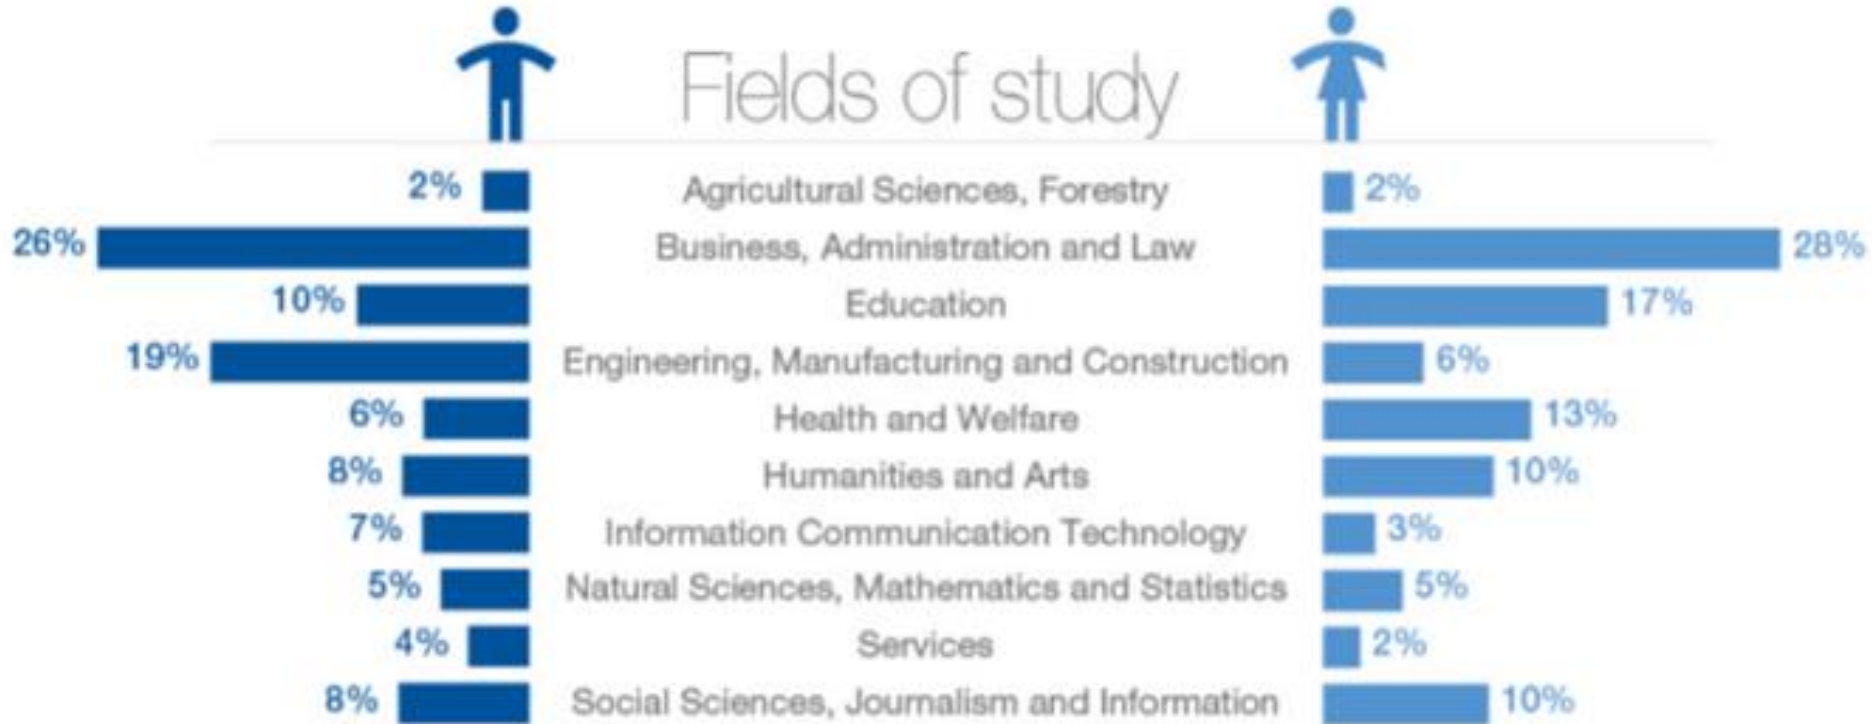 Fields of study
2% Agricultural Sciences, Forestry 2%
26% Business, Administration and Law 28%
10% Education 17%
19% Engineering, Manufacturing and Construction 6%
6% Health and Welfare 13%
8% Humanities and Arts 10%
7% Information Communication Technology 3%
5% Natural Sciences, Mathematics and Statistics 5%
4% Services 2%
8% Social Sciences, Journalism and Information 10%